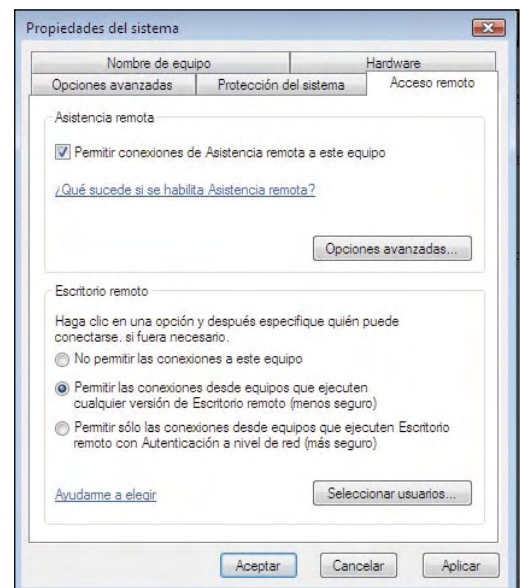 Propiedades del sistema
Nombre de equipo
Hardware
Opciones avanzadas
Protección del sistema
Acceso remoto
Asistencia remota
Permitir conexiones de Asistencia remota a este equipo
¿Qué sucede si se habilita Asistencia remota?
Opciones avanzadas...
Escritorio remoto
Haga clic en una opción y después especifique quién puede
conectarse, si fuera necesario.
No permitir las conexiones a este equipo
Permitir las conexiones desde equipos que ejecuten
cualquier versión de Escritorio remoto (menos seguro)
Permitir sólo las conexiones desde equipos que ejecuten Escritorio
remoto con Autenticación a nivel de red (más seguro)
Ayudarme a elegir
Seleccionar usuarios...
Aceptar
Cancelar
Aplicar